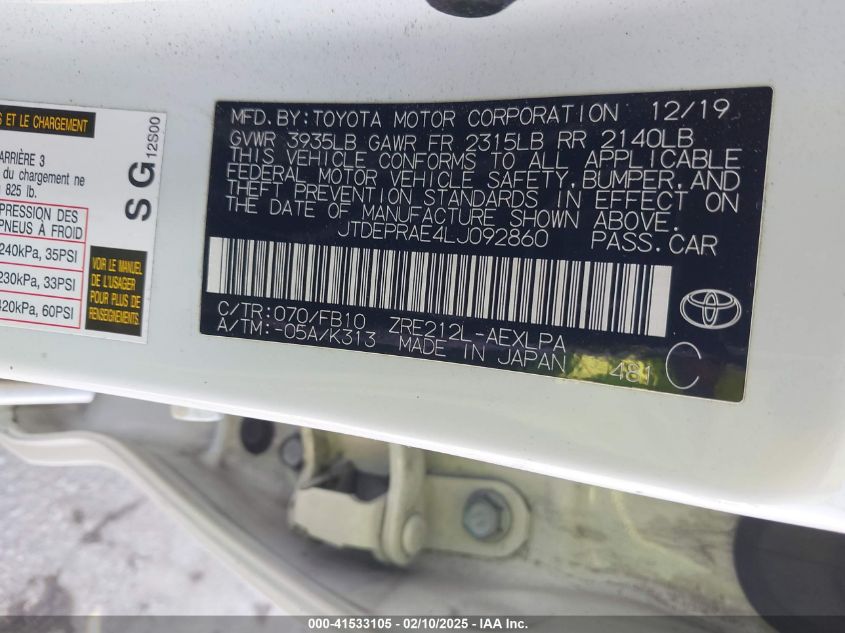 S ET LE CHARGEMENT
ARRIÈRE 3
du chargement ne
825 lb.
PRESSION DES
PNEUS À FROID
240kPa, 35PSI
230kPa, 33PSI
420kPa, 60PSI
VOIR LE MANUEL
DE L'USAGER
POUR PLUS DE
RENSEIGNEMENTS
SG
12S00
MFD. BY: TOYOTA MOTOR CORPORATION 12/19
GVWR 3935LB GAWR FR 2315LB RR 2140LB
THIS VEHICLE CONFORMS TO ALL APPLICABLE
FEDERAL MOTOR VEHICLE SAFETY, BUMPER, AND
THEFT PREVENTION STANDARDS IN EFFECT ON
THE DATE OF MANUFACTURE SHOWN ABOVE.
JTDEPRAE4LJ092860 PASS. CAR
C/TR: 070/FB10 ZRE212L -AEXLPA
A/TM: -05A/K313 MADE IN JAPAN 481 C
000-41533105 - 02/10/2025 - IAA Inc.